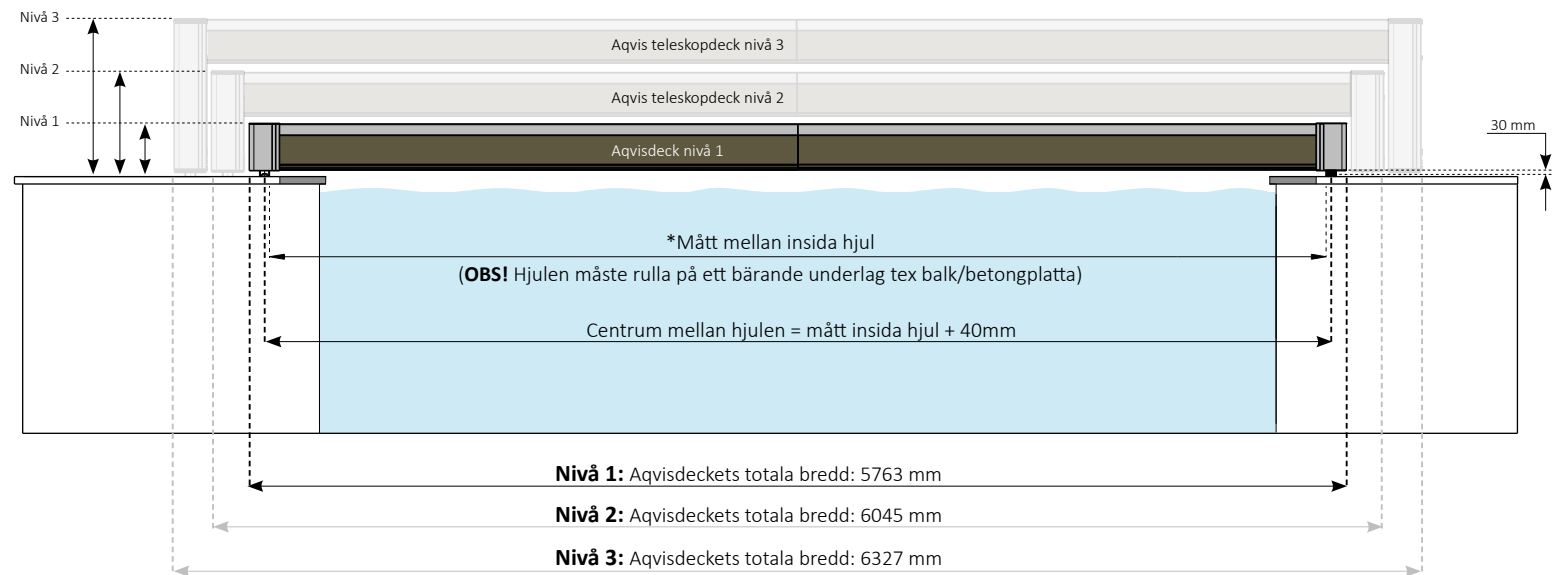 Nivå 3
Aqvis teleskopdeck nivå 3
Nivå 2
Aqvis teleskopdeck nivå 2
Nivå 1
30 mm
Aqvisdeck nivå 1
*Mått mellan insida hjul
(OBS! Hjulen måste rulla på ett bärande underlag tex balk/betongplatta)
Centrum mellan hjulen = mått insida hjul + 40mm
Nivå 1: Aqvisdeckets totala bredd: 5763 mm
Nivå 2: Aqvisdeckets totala bredd: 6045 mm
Nivå 3: Aqvisdeckets totala bredd: 6327 mm